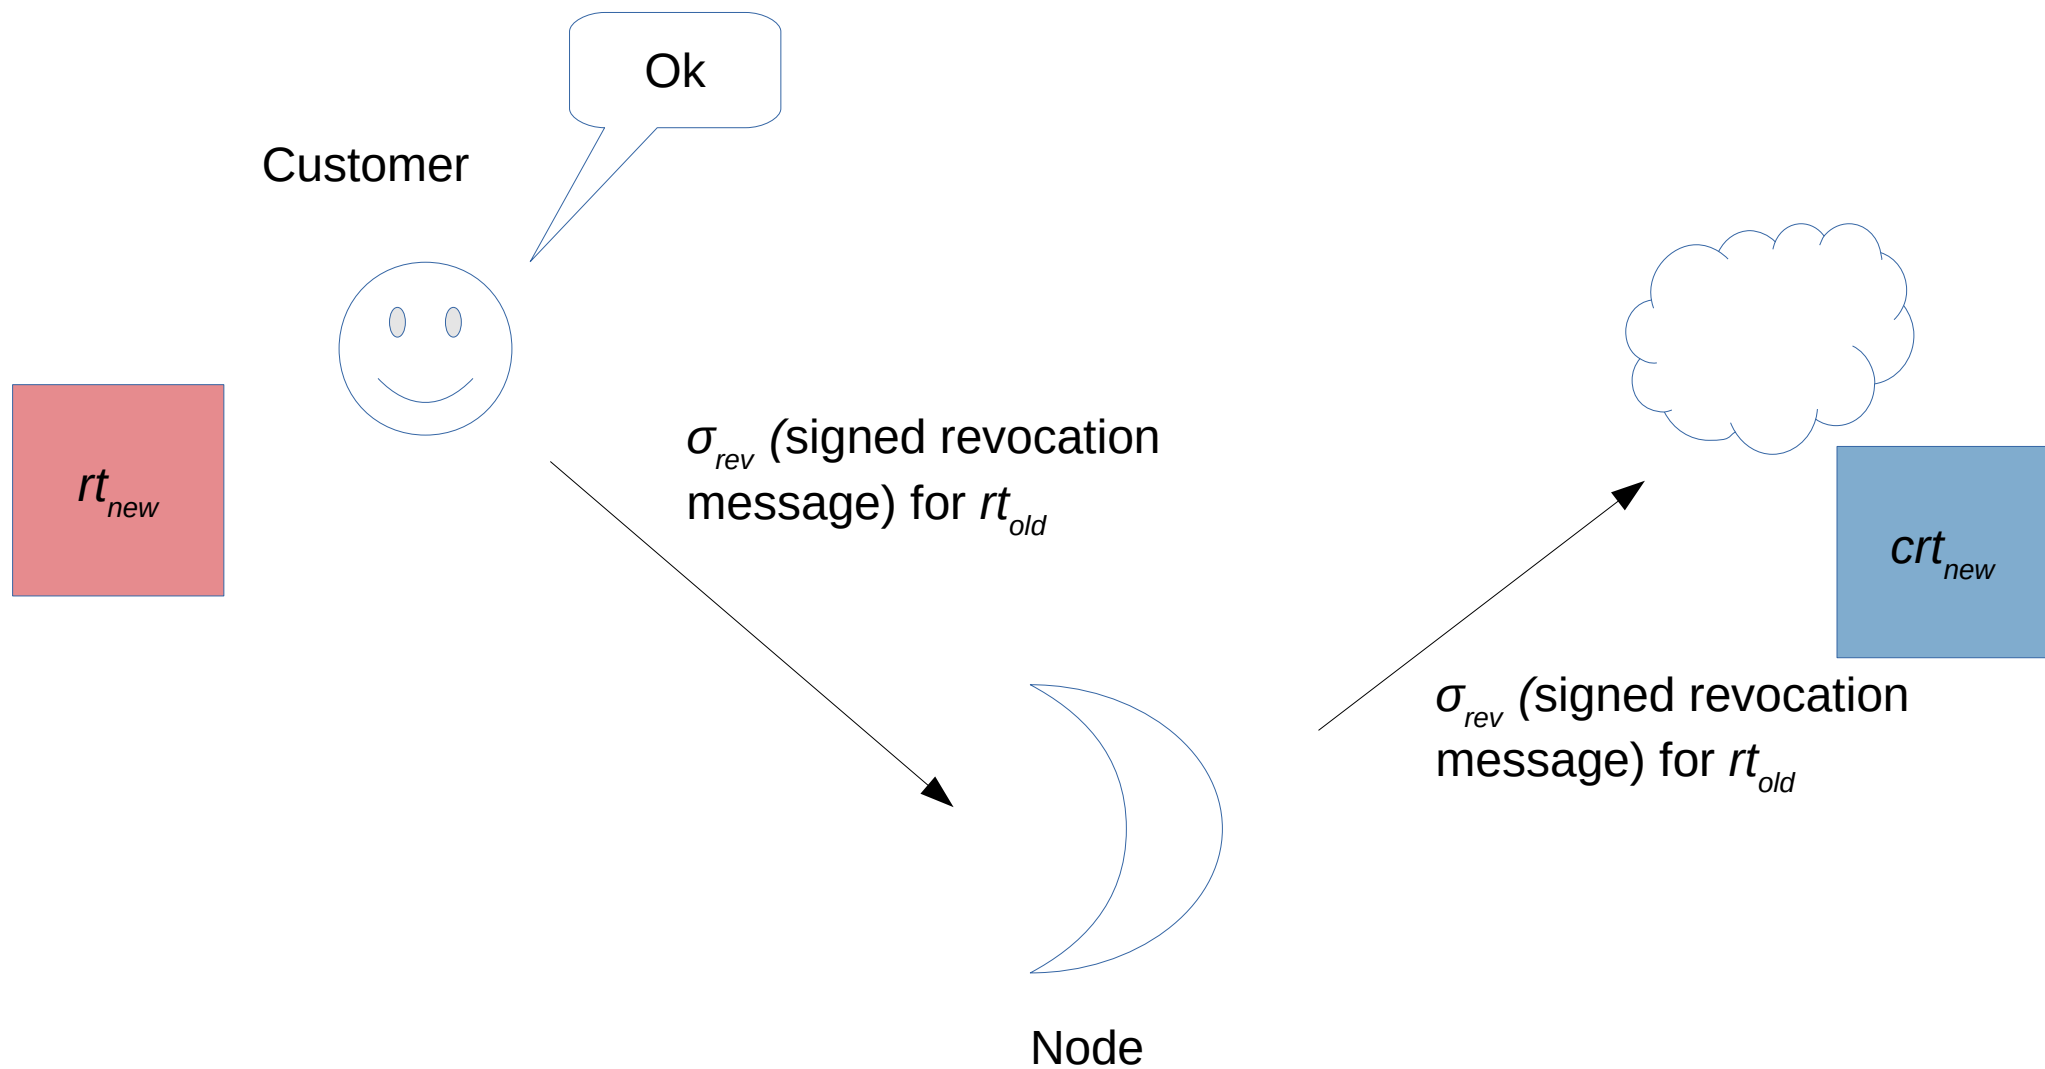 Ok
Customer
σrev (signed revocation
message) for rtold
rtnew
crtnew
σrev (signed revocation
message) for rtold
Node